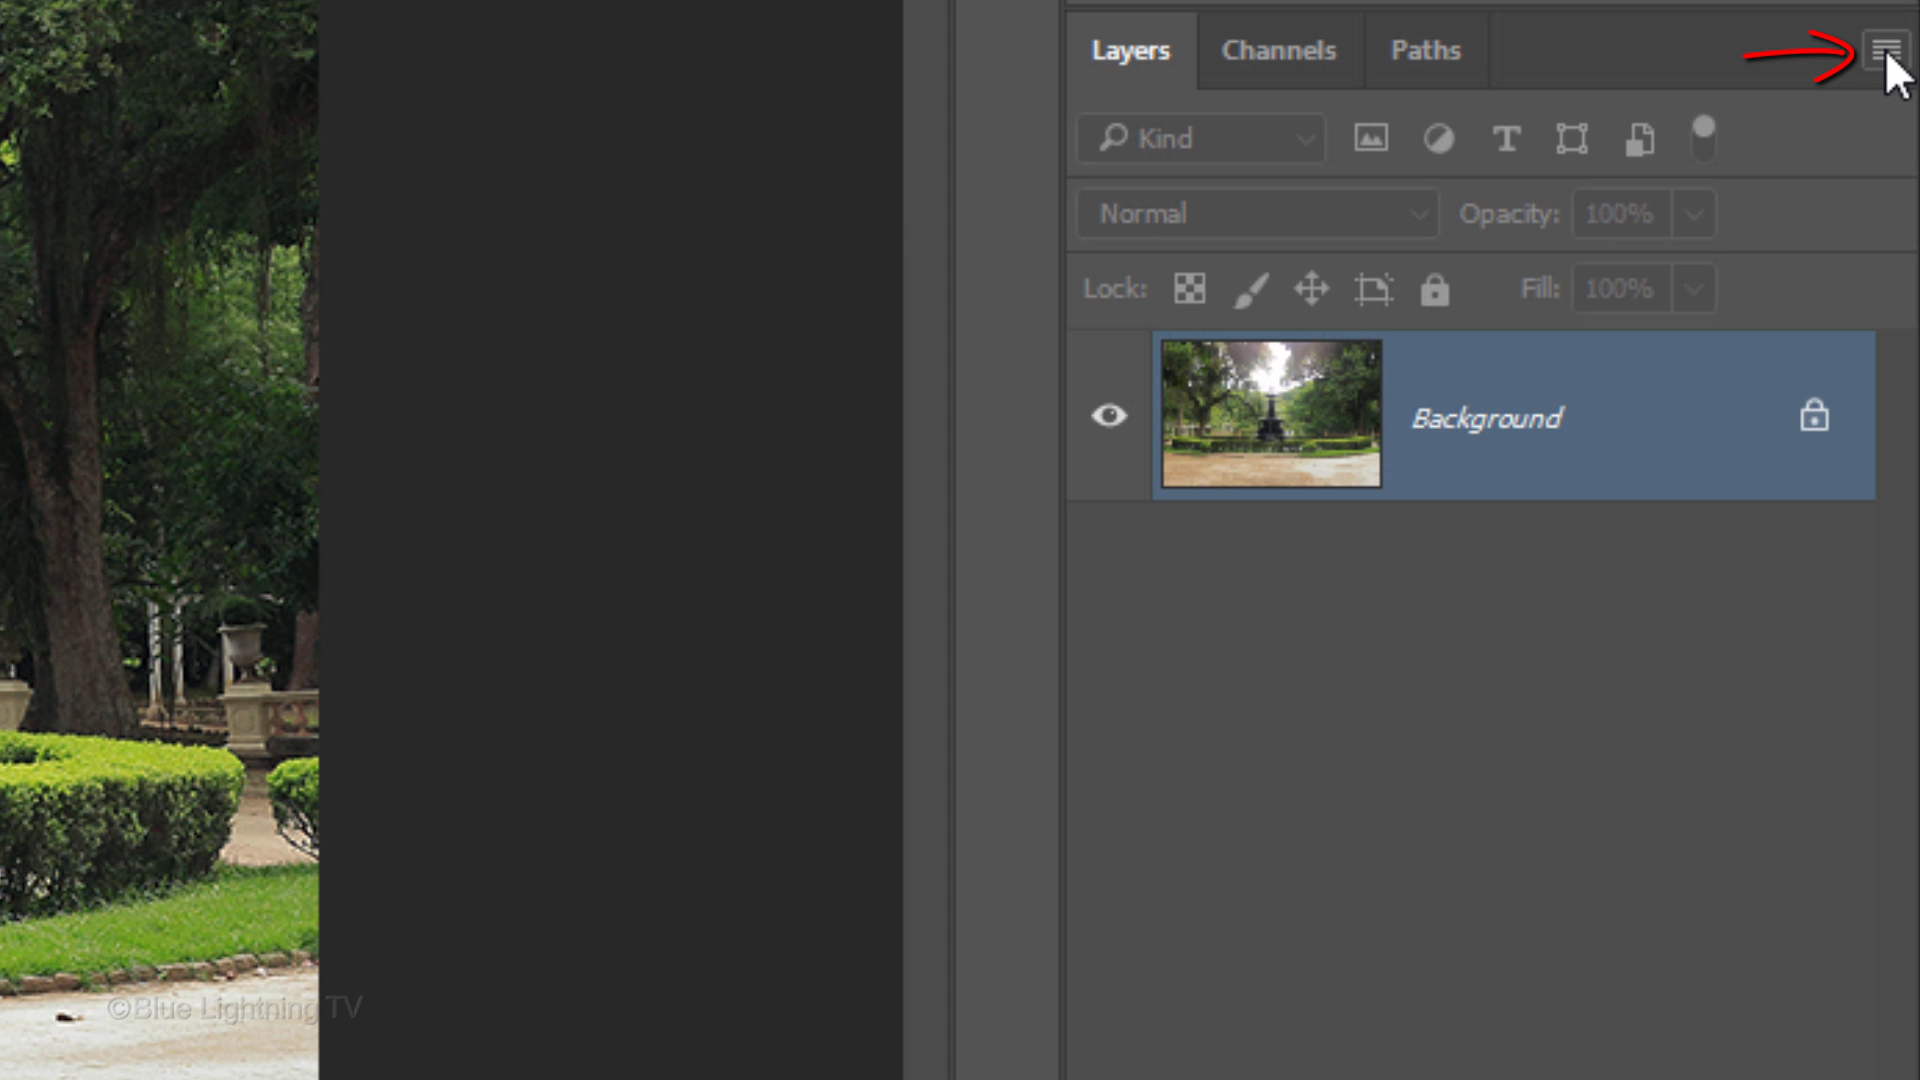 Layers Channels Paths
Kind
Normal Opacity: 100%
Lock: Fill: 100%
Background
©Blue Lightning TV